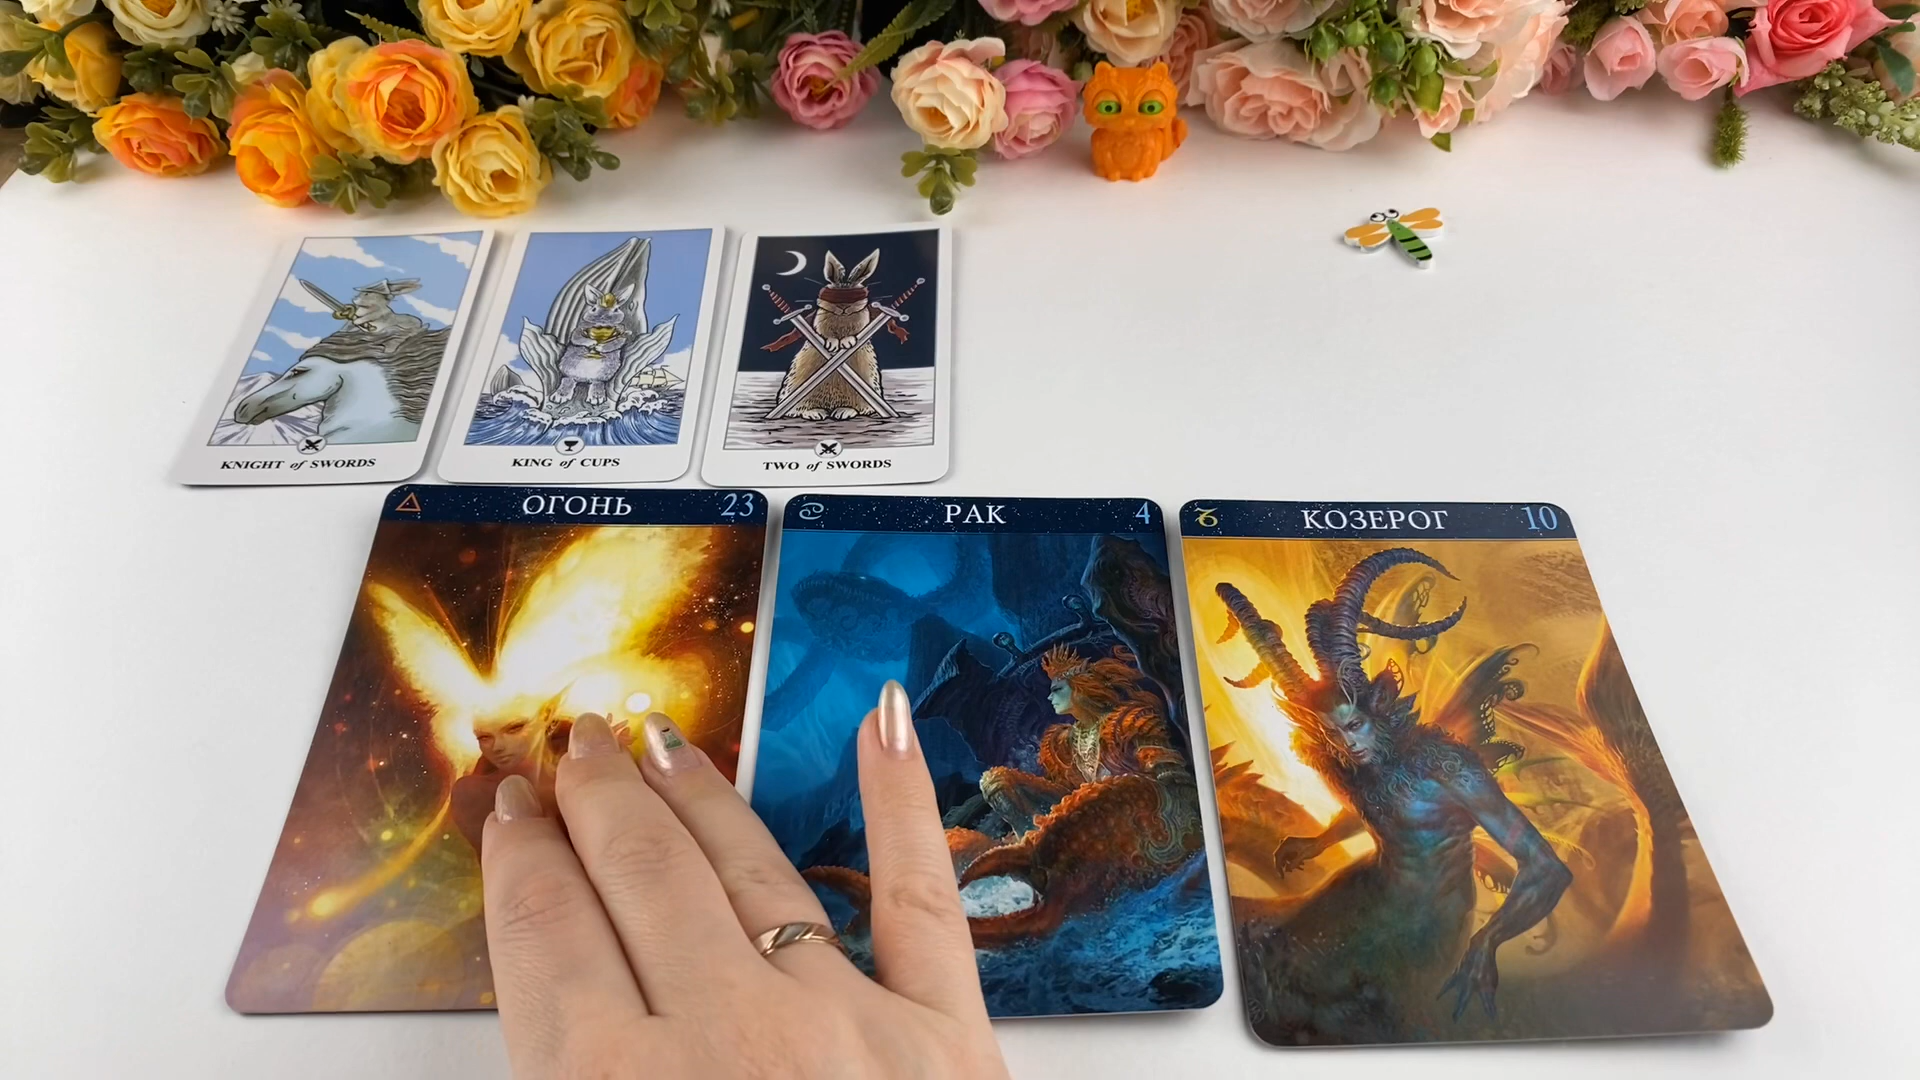 KNIGHT of SWORDS
KING of CUPS
TWO of SWORDS
ОГОНЬ 23
РАК 4
КОЗЕРОГ 10